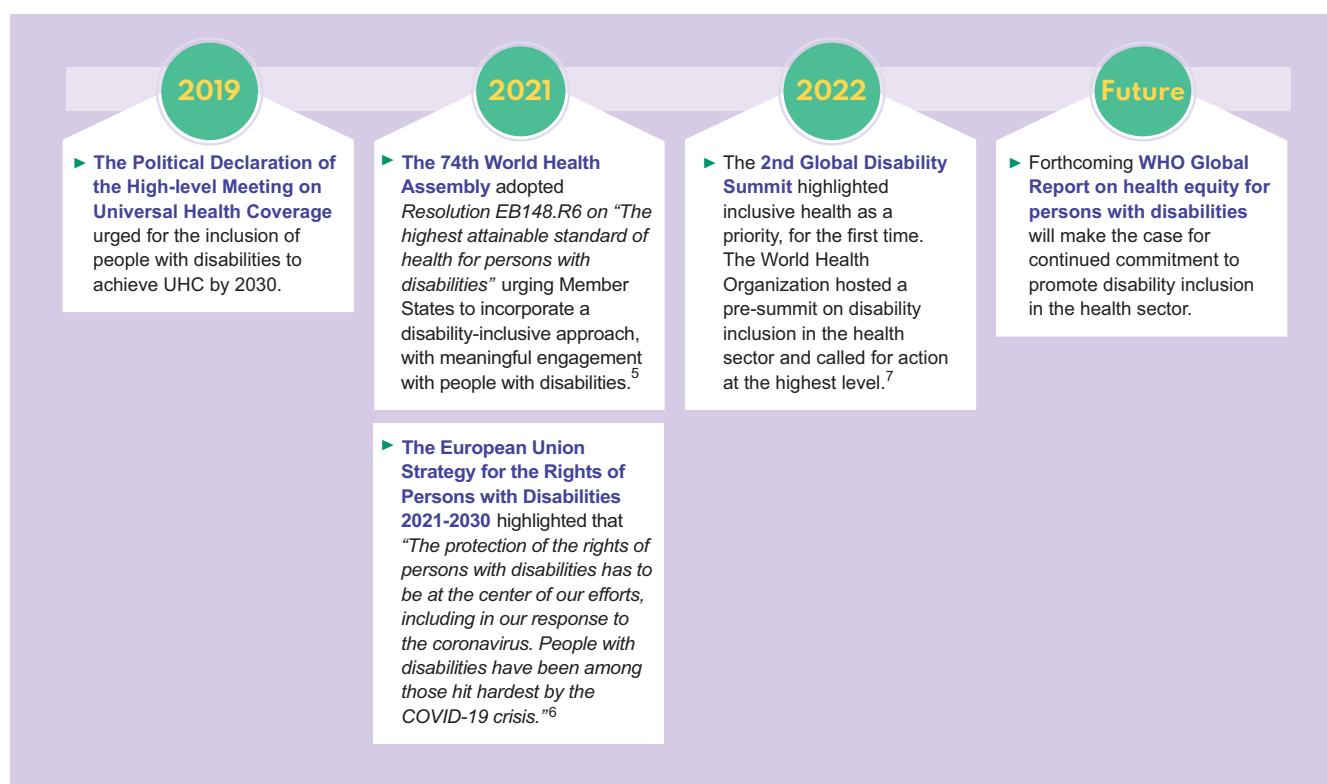 2019
► The Political Declaration of
the High-level Meeting on
Universal Health Coverage
urged for the inclusion of
people with disabilities to
achieve UHC by 2030.
2021
► The 74th World Health
Assembly adopted
Resolution EB148.R6 on “The
highest attainable standard of
health for persons with
disabilities” urging Member
States to incorporate a
disability-inclusive approach,
with meaningful engagement
with people with disabilities.5
► The European Union
Strategy for the Rights of
Persons with Disabilities
2021-2030 highlighted that
“The protection of the rights of
persons with disabilities has to
be at the center of our efforts,
including in our response to
the coronavirus. People with
disabilities have been among
those hit hardest by the
COVID-19 crisis.”6
2022
► The 2nd Global Disability
Summit highlighted
inclusive health as a
priority, for the first time.
The World Health
Organization hosted a
pre-summit on disability
inclusion in the health
sector and called for action
at the highest level.7
Future
► Forthcoming WHO Global
Report on health equity for
persons with disabilities
will make the case for
continued commitment to
promote disability inclusion
in the health sector.